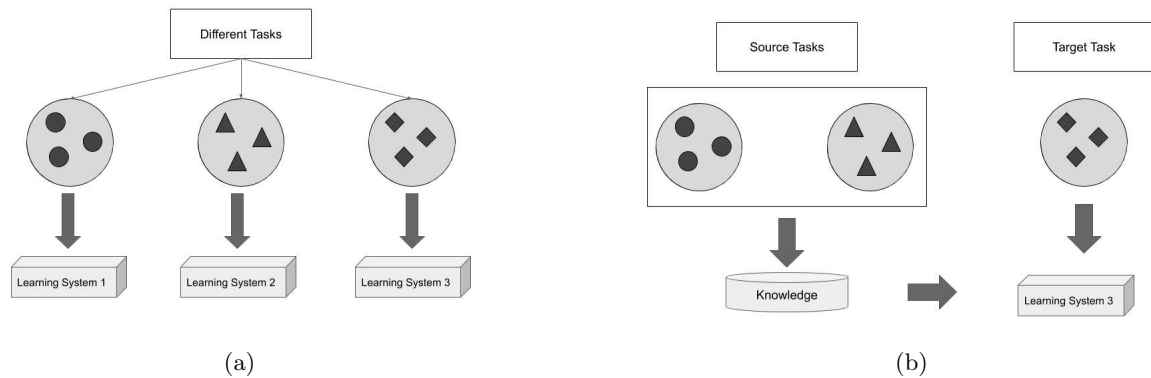 Different Tasks
Learning System 1
Learning System 2
Learning System 3
(a)
Source Tasks
Target Task
Knowledge
Learning System 3
(b)